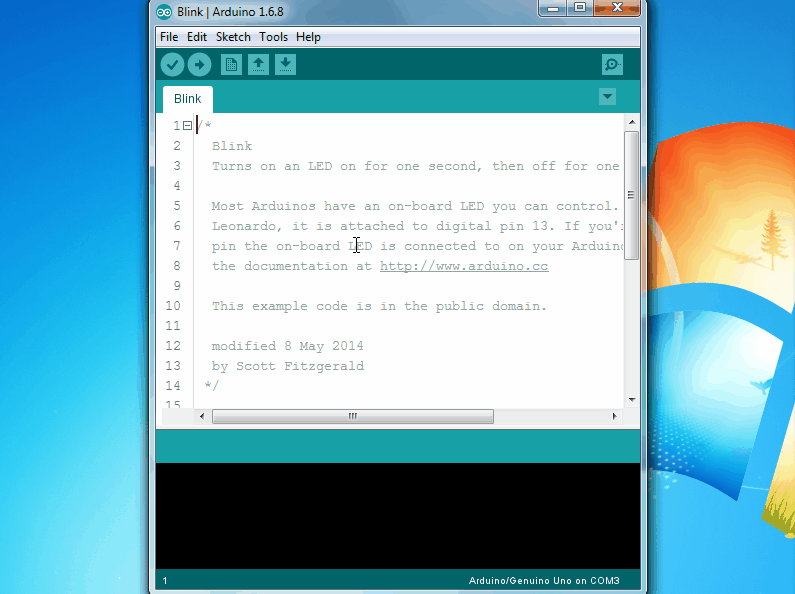 Blink | Arduino 1.6.8
File Edit Sketch Tools Help
Blink
1 /*
2 Blink
3 Turns on an LED on for one second, then off for one
4
5 Most Arduinos have an on-board LED you can control.
6 Leonardo, it is attached to digital pin 13. If you'r
7 pin the on-board LED is connected to on your Arduino
8 the documentation at http://www.arduino.cc
9
10 This example code is in the public domain.
11
12 modified 8 May 2014
13 by Scott Fitzgerald
14 */
15
1 Arduino/Genuino Uno on COM3